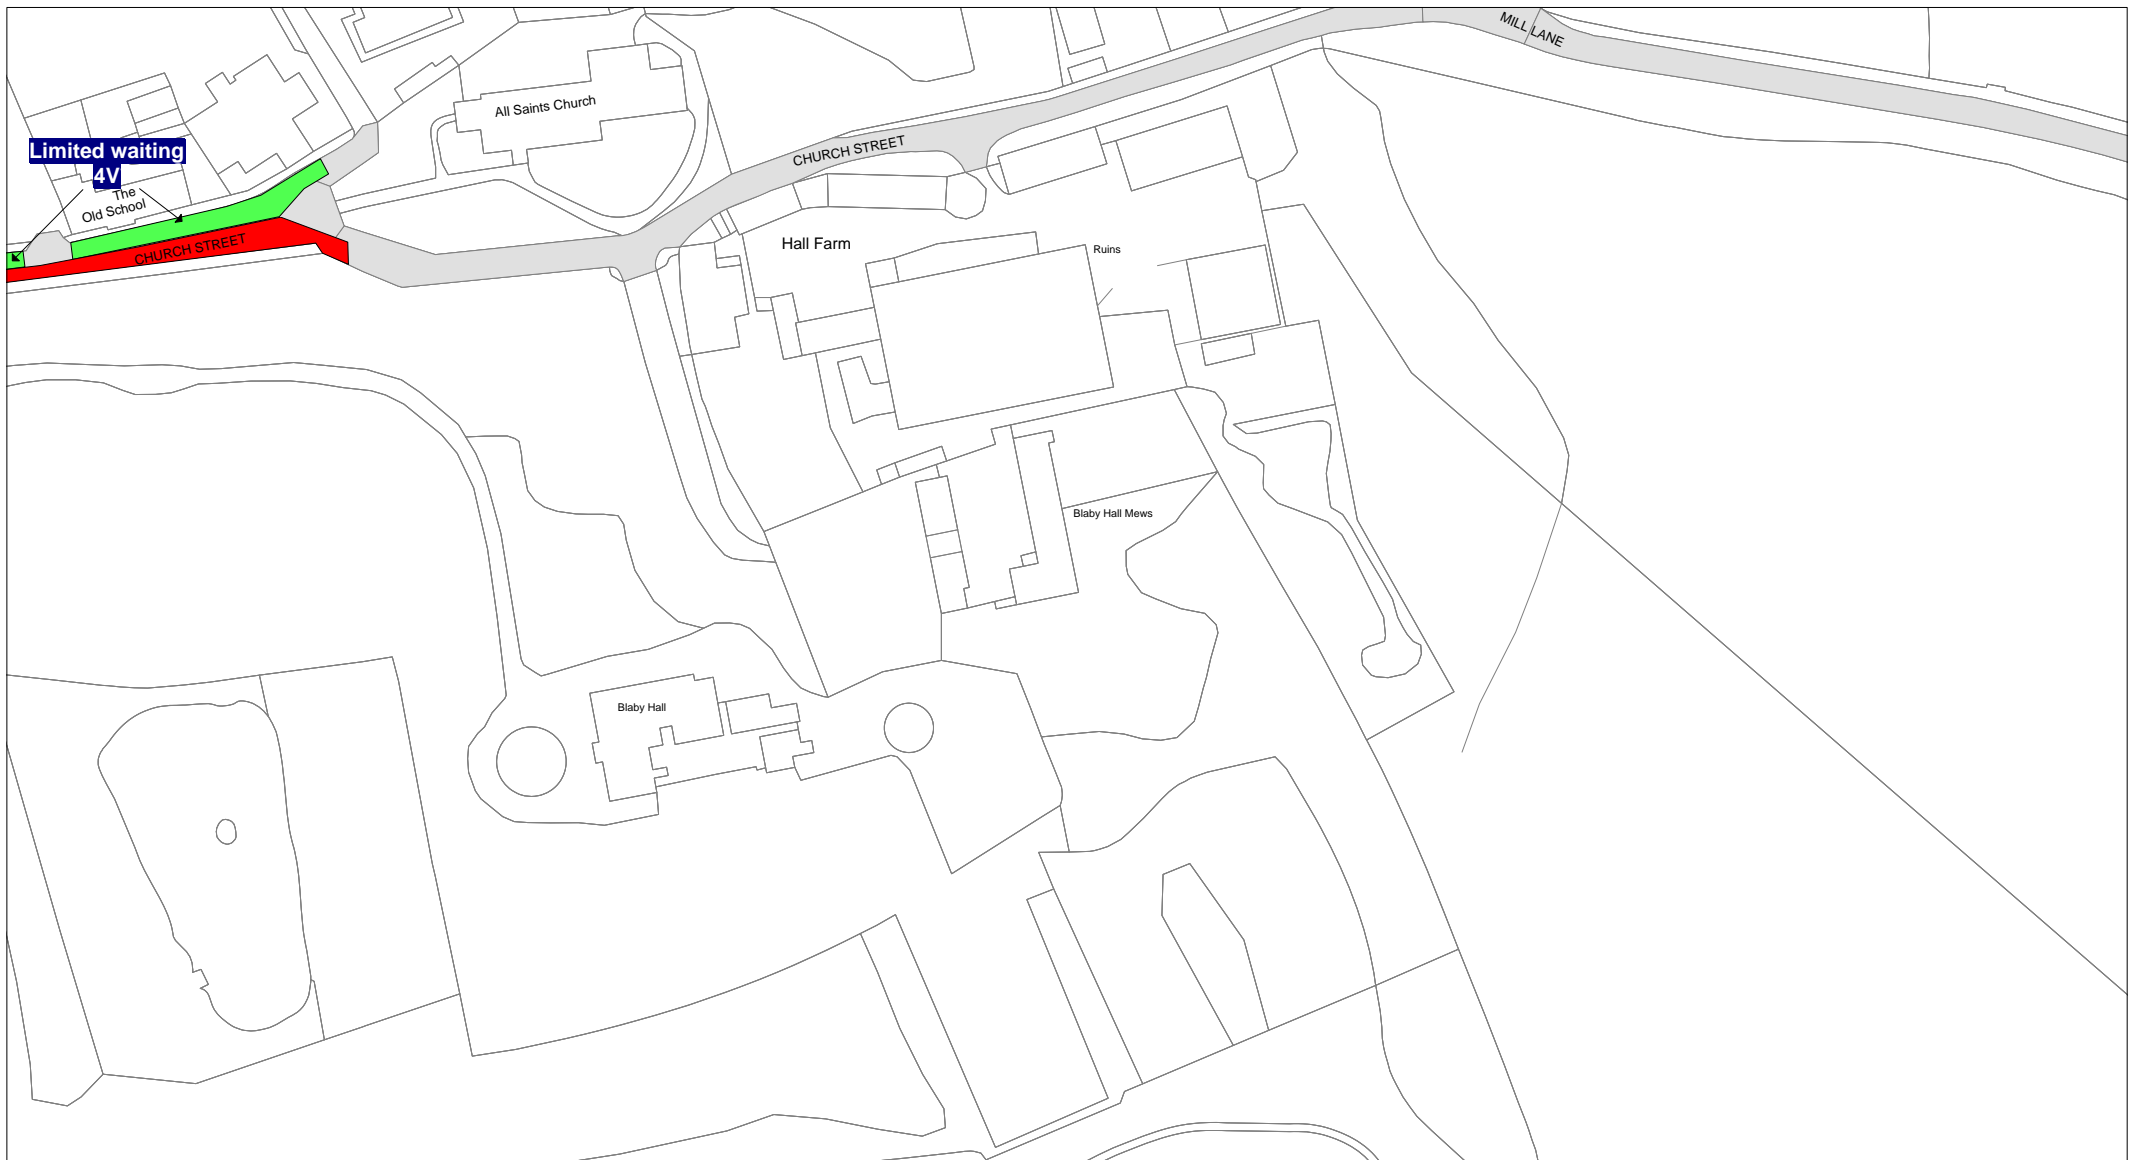 MILL LANE
All Saints Church
CHURCH STREET
Limited waiting
4V
The
Old School
CHURCH STREET
Hall Farm
Ruins
Blaby Hall Mews
Blaby Hall